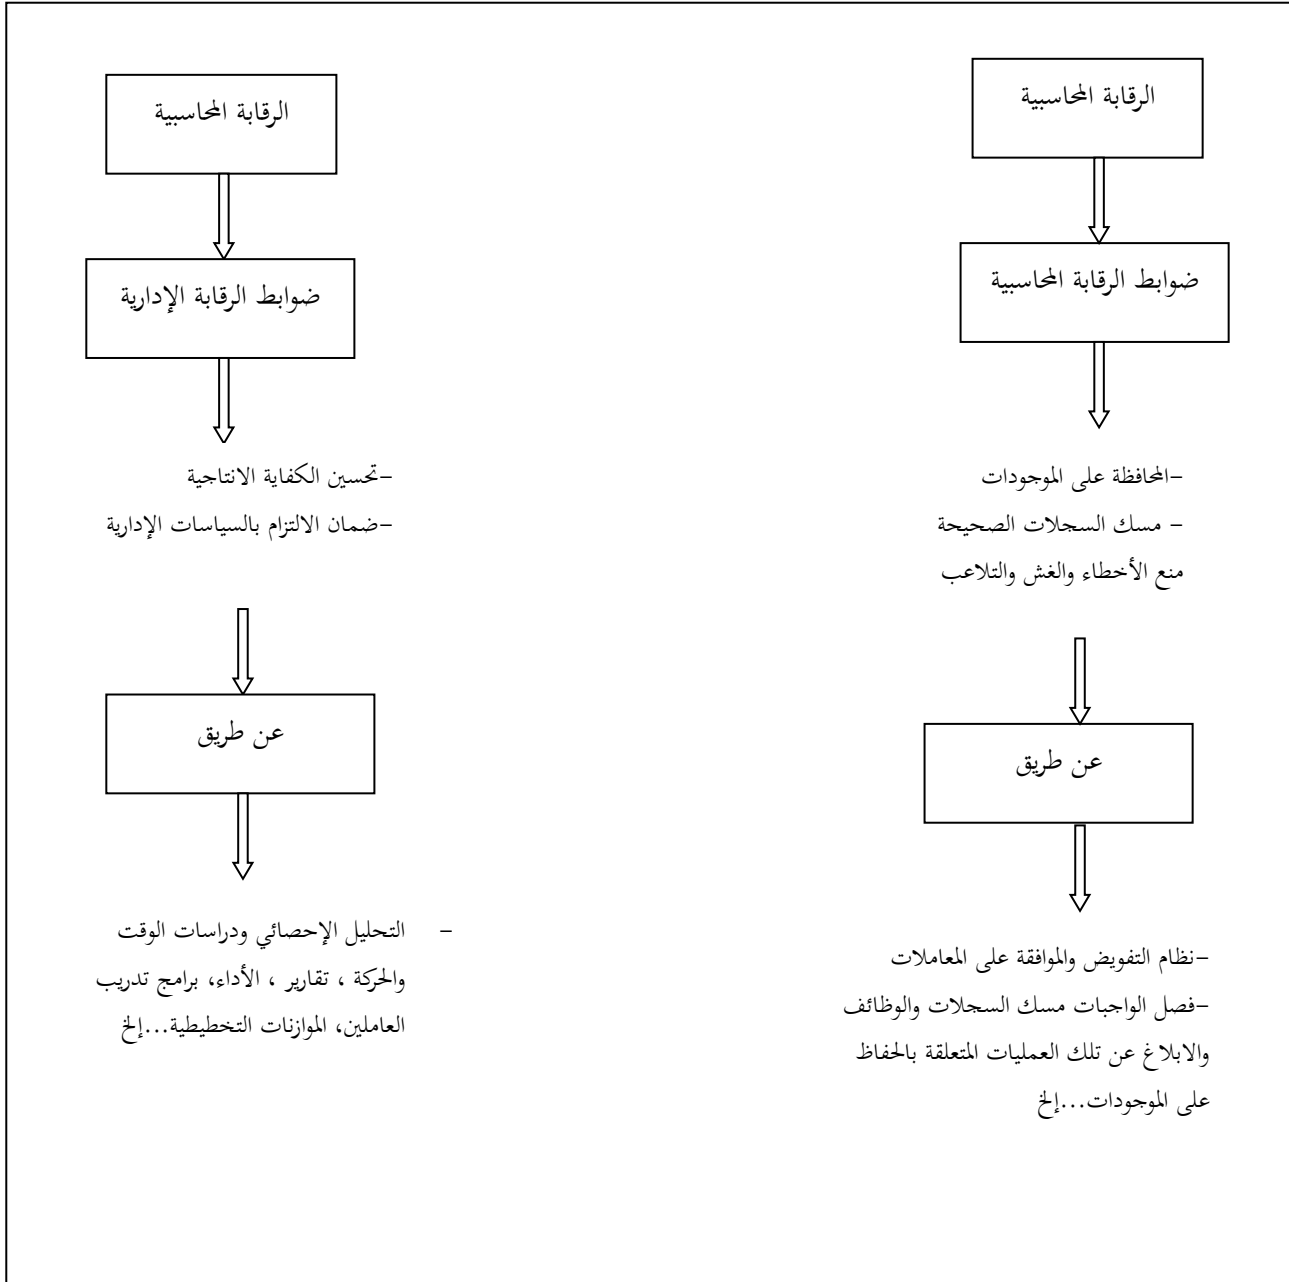 الرقابة المحاسبية
ضوابط الرقابة المحاسبية
–المحافظة على الموجودات
– مسك السجلات الصحيحة
منع الأخطاء والغش والتلاعب
عن طريق
–نظام التفويض والموافقة على المعاملات
–فصل الواجبات مسك السجلات والوظائف
والابلاغ عن تلك العمليات المتعلقة بالحفاظ
على الموجودات...إلخ
الرقابة المحاسبية
ضوابط الرقابة الإدارية
–تحسين الكفاية الانتاجية
–ضمان الالتزام بالسياسات الإدارية
عن طريق
– التحليل الإحصائي ودراسات الوقت
والحركة ، تقارير ، الأداء، برامج تدريب
العاملين، الموازنات التخطيطية...إلخ